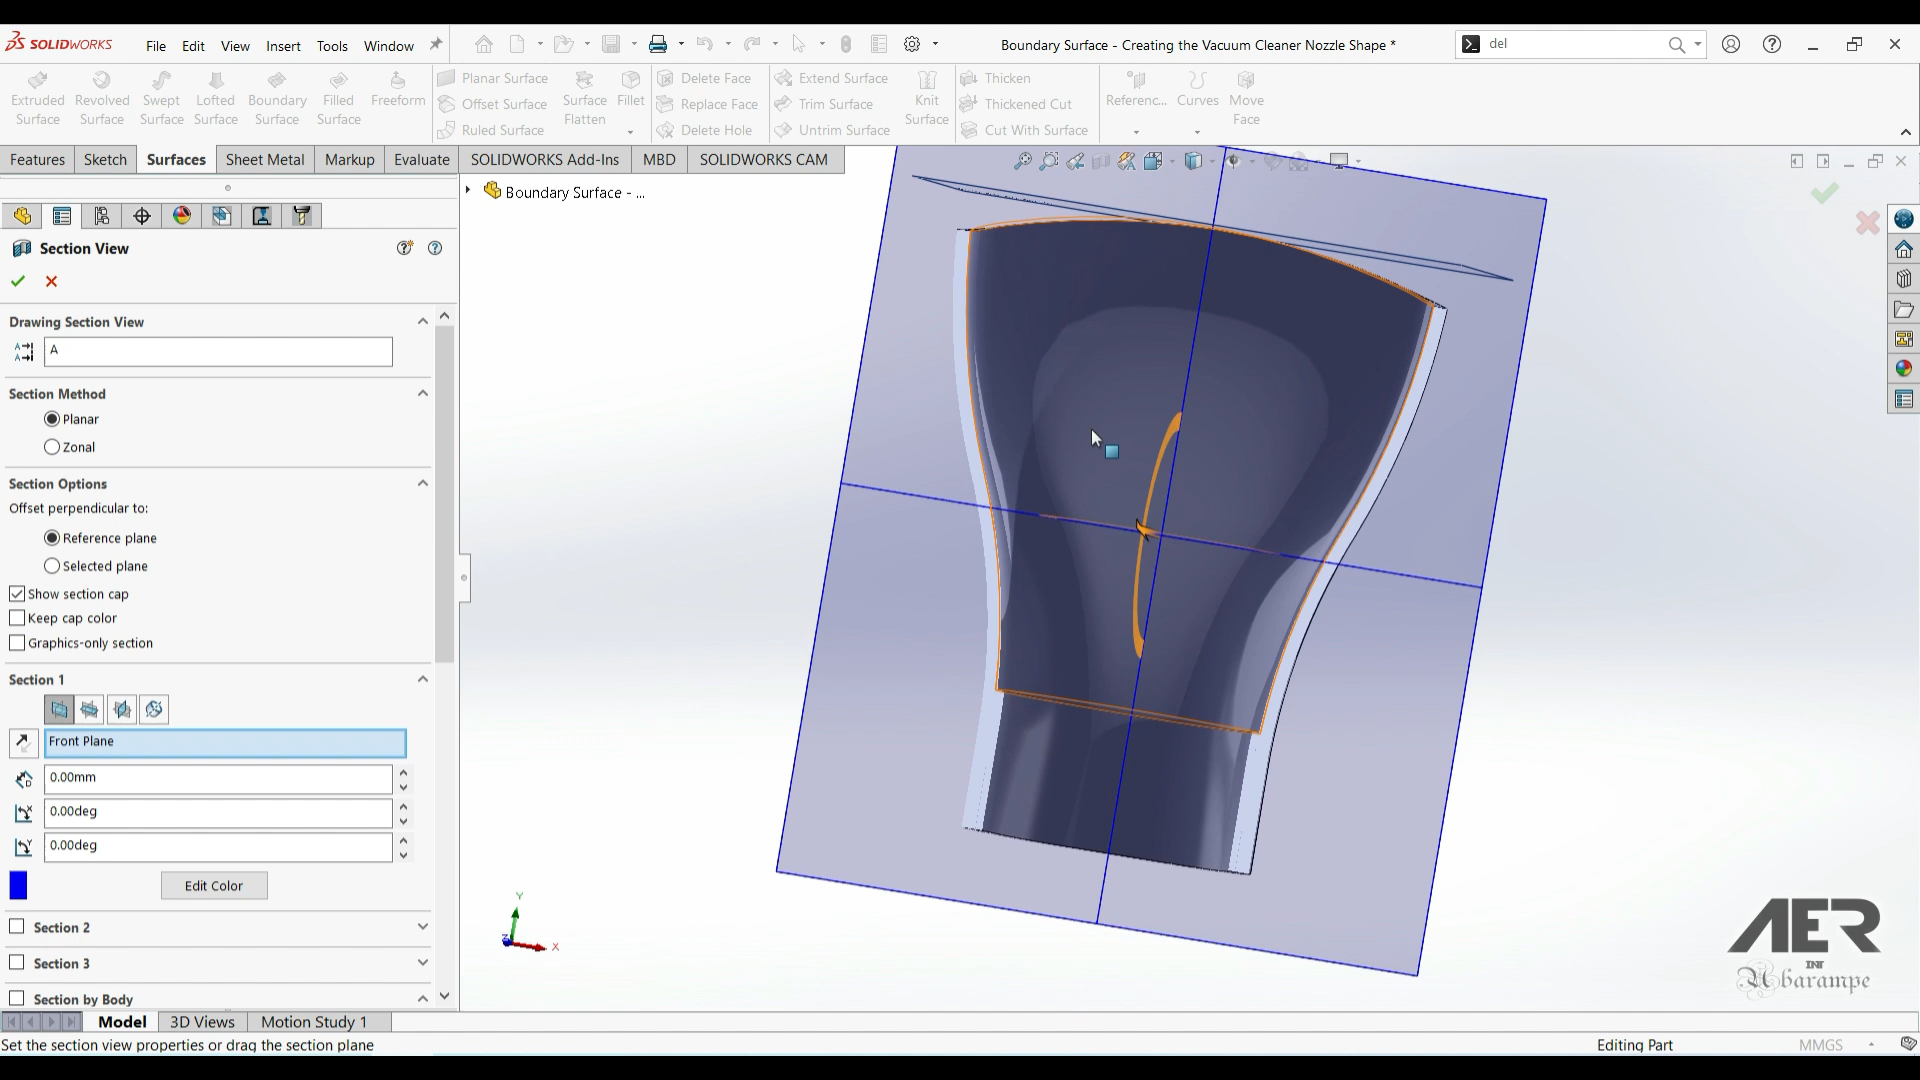 SOLIDWORKS File Edit View Insert Tools Window
Boundary Surface - Creating the Vacuum Cleaner Nozzle Shape *
del
Extruded Surface
Revolved Surface
Swept Surface
Lofted Surface
Boundary Surface
Filled Surface
Freeform
Planar Surface
Offset Surface
Ruled Surface
Surface Flatten
Fillet
Delete Face
Replace Face
Delete Hole
Extend Surface
Trim Surface
Untrim Surface
Knit Surface
Thicken
Thickened Cut
Cut With Surface
Referenc...
Curves
Move Face
Features Sketch Surfaces Sheet Metal Markup Evaluate SOLIDWORKS Add-Ins MBD SOLIDWORKS CAM
Boundary Surface - ...
Section View
Drawing Section View
A
Section Method
Planar
Zonal
Section Options
Offset perpendicular to:
Reference plane
Selected plane
Show section cap
Keep cap color
Graphics-only section
Section 1
Front Plane
0.00mm
0.00deg
0.00deg
Edit Color
Section 2
Section 3
Section by Body
Y
X
AER
INT
Abarampe
Model 3D Views Motion Study 1
Set the section view properties or drag the section plane
Editing Part
MMGS